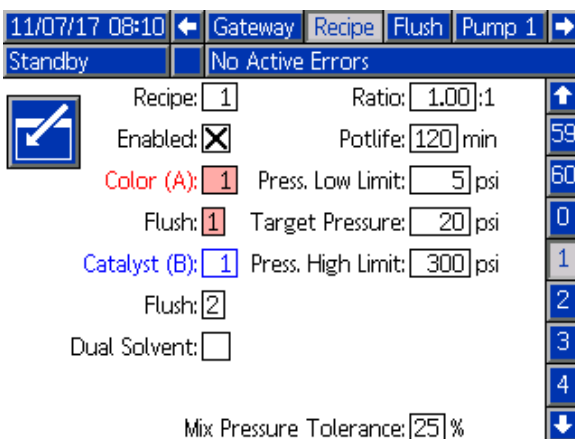 11/07/17 08:10 Gateway Recipe Flush Pump 1
Standby No Active Errors
Recipe: 1 Ratio: 1.00:1
Enabled: Potlife: 120 min 59
Color (A): 1 Press. Low Limit: 5 psi 60
Flush: 1 Target Pressure: 20 psi 0
Catalyst (B): 1 Press. High Limit: 300 psi 1
Flush: 2 2
Dual Solvent: 3
4
Mix Pressure Tolerance: 25 %